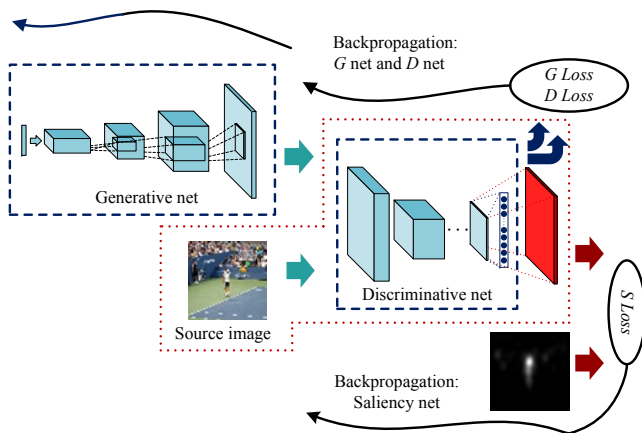 Backpropagation:
G net and D net
G Loss
D Loss
Generative net
Discriminative net
Source image
S Loss
Backpropagation:
Saliency net